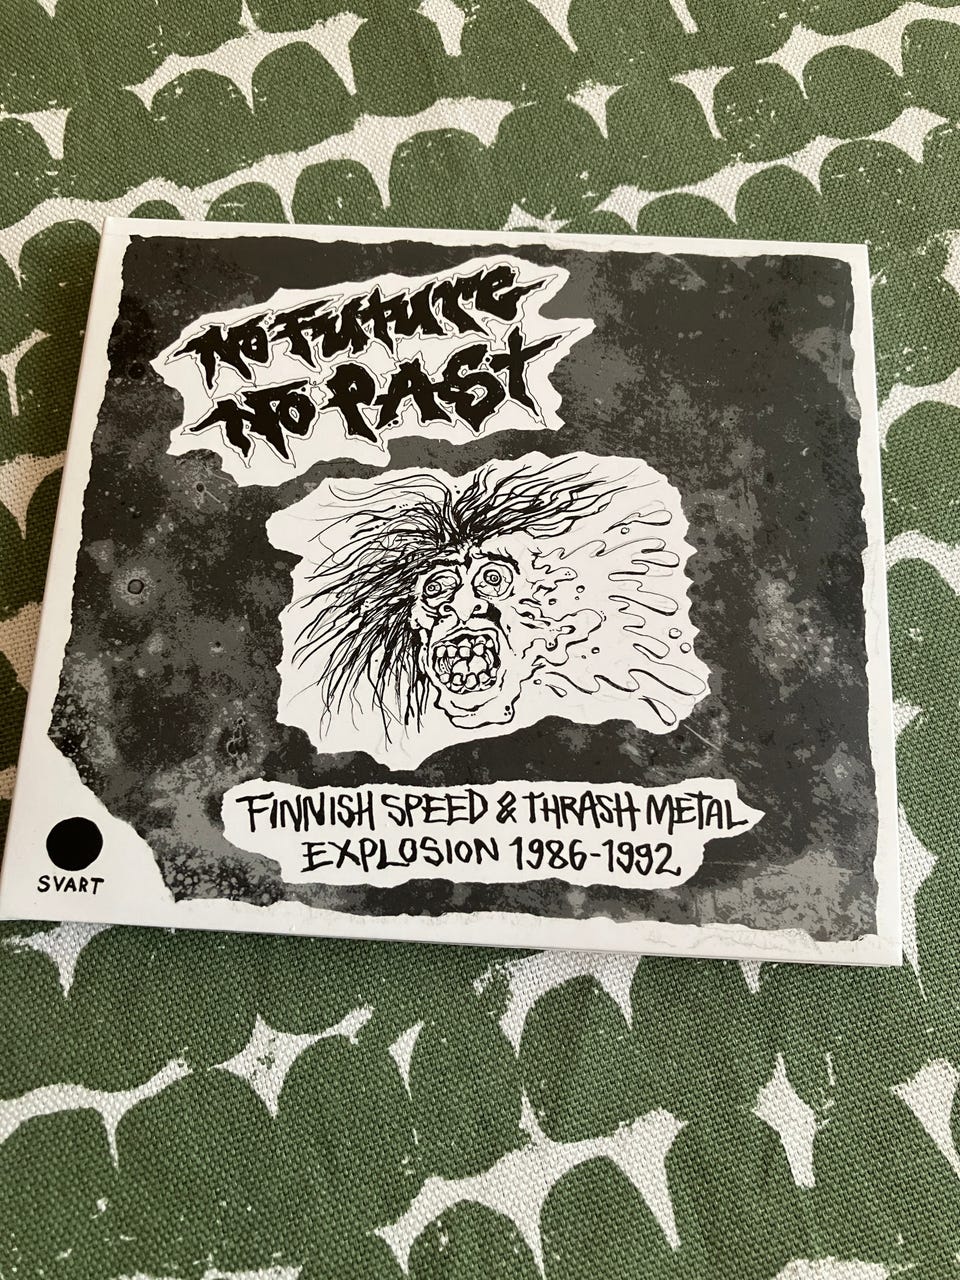 No Future
No Past
FINNISH SPEED & THRASH METAL
EXPLOSION 1986-1992
SVART